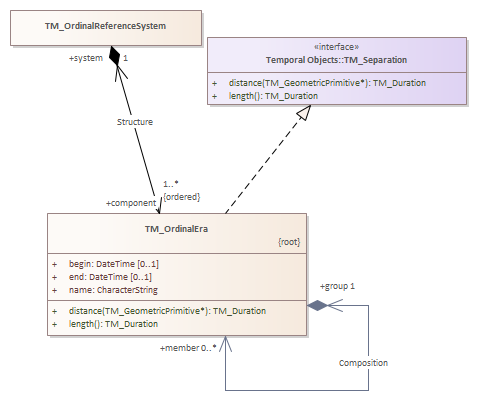 TM_OrdinalReferenceSystem
+system
1
«interface»
Temporal Objects::TM_Separation
+ distance(TM_GeometricPrimitive*): TM_Duration
+ length(): TM_Duration
Structure
1..*
{ordered}
+component
TM_OrdinalEra
{root}
+ begin: DateTime [0..1]
+ end: DateTime [0..1]
+ name: CharacterString
+ distance(TM_GeometricPrimitive*): TM_Duration
+ length(): TM_Duration
+group 1
+member 0..*
Composition